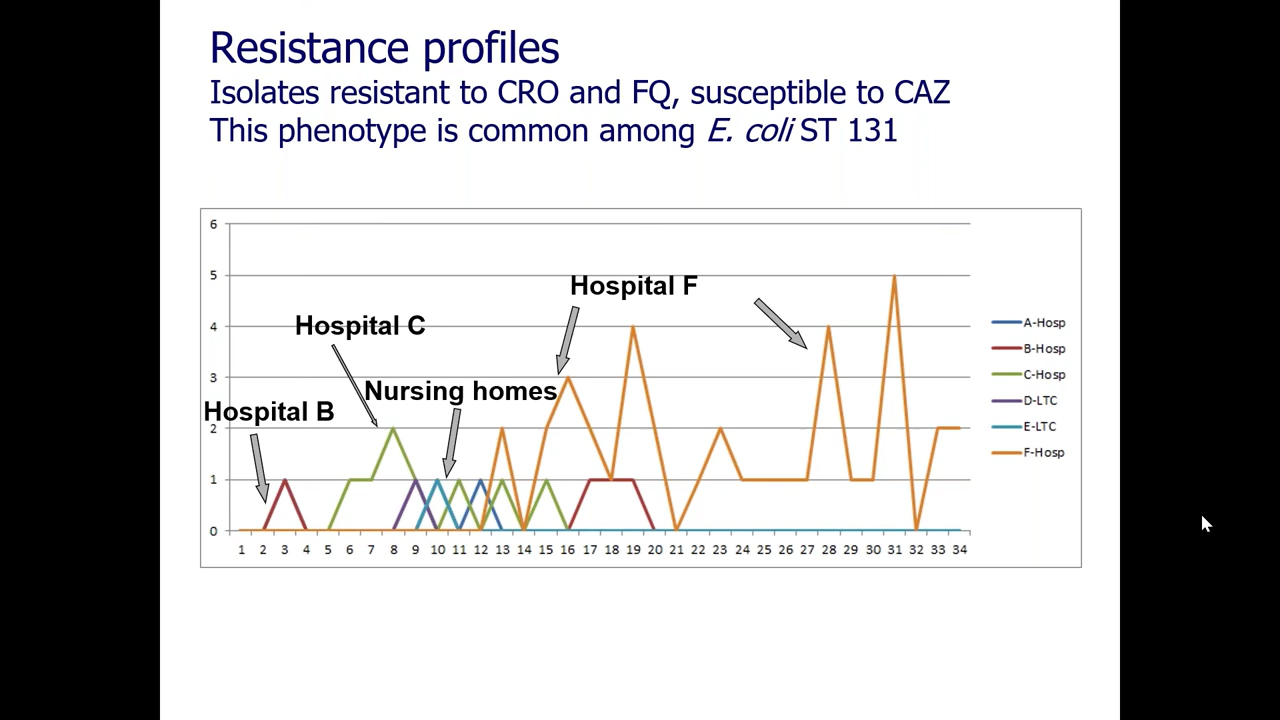 Resistance profiles
Isolates resistant to CRO and FQ, susceptible to CAZ
This phenotype is common among E. coli ST 131
6
5
4
3
2
1
0
Hospital F
Hospital C
Nursing homes
Hospital B
A-Hosp
B-Hosp
C-Hosp
D-LTC
E-LTC
F-Hosp
1 2 3 4 5 6 7 8 9 10 11 12 13 14 15 16 17 18 19 20 21 22 23 24 25 26 27 28 29 30 31 32 33 34